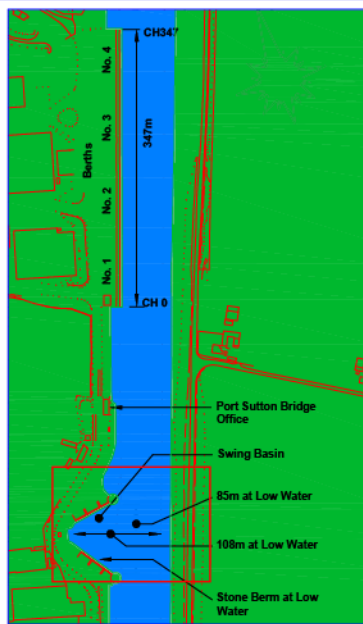 CH347
No. 4
347m
No. 3
Berths
No. 2
No. 1
CH 0
Port Sutton Bridge
Office
Swing Basin
85m at Low Water
108m at Low Water
Stone Berm at Low
Water